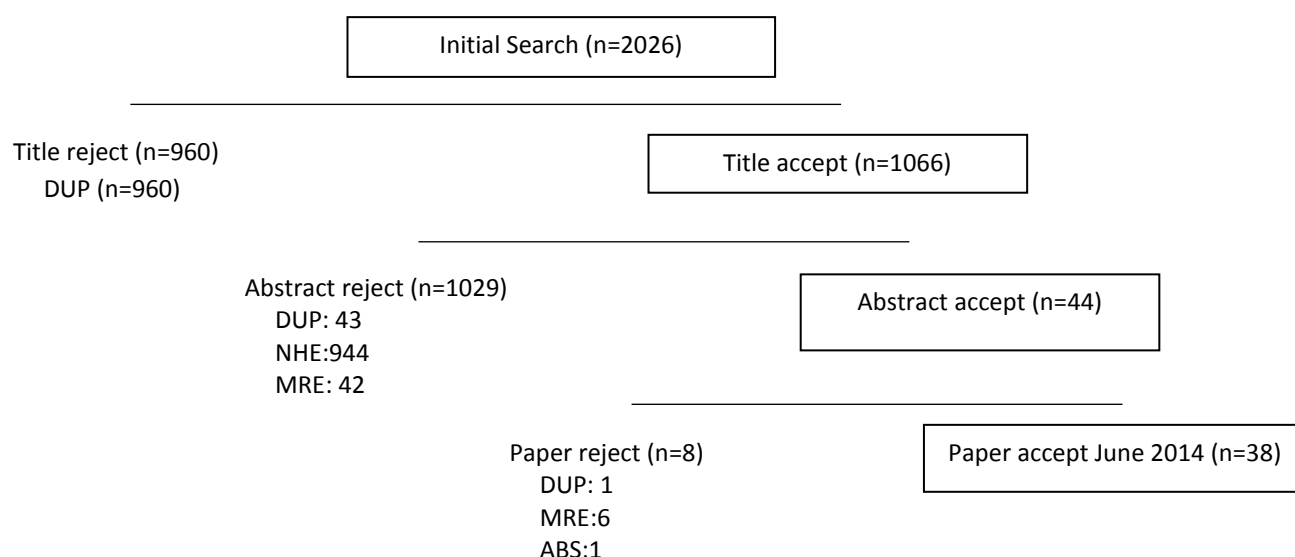 Initial Search (n=2026)
Title reject (n=960)
DUP (n=960)
Title accept (n=1066)
Abstract reject (n=1029)
DUP: 43
NHE:944
MRE: 42
Abstract accept (n=44)
Paper reject (n=8)
DUP: 1
MRE:6
ABS:1
Paper accept June 2014 (n=38)